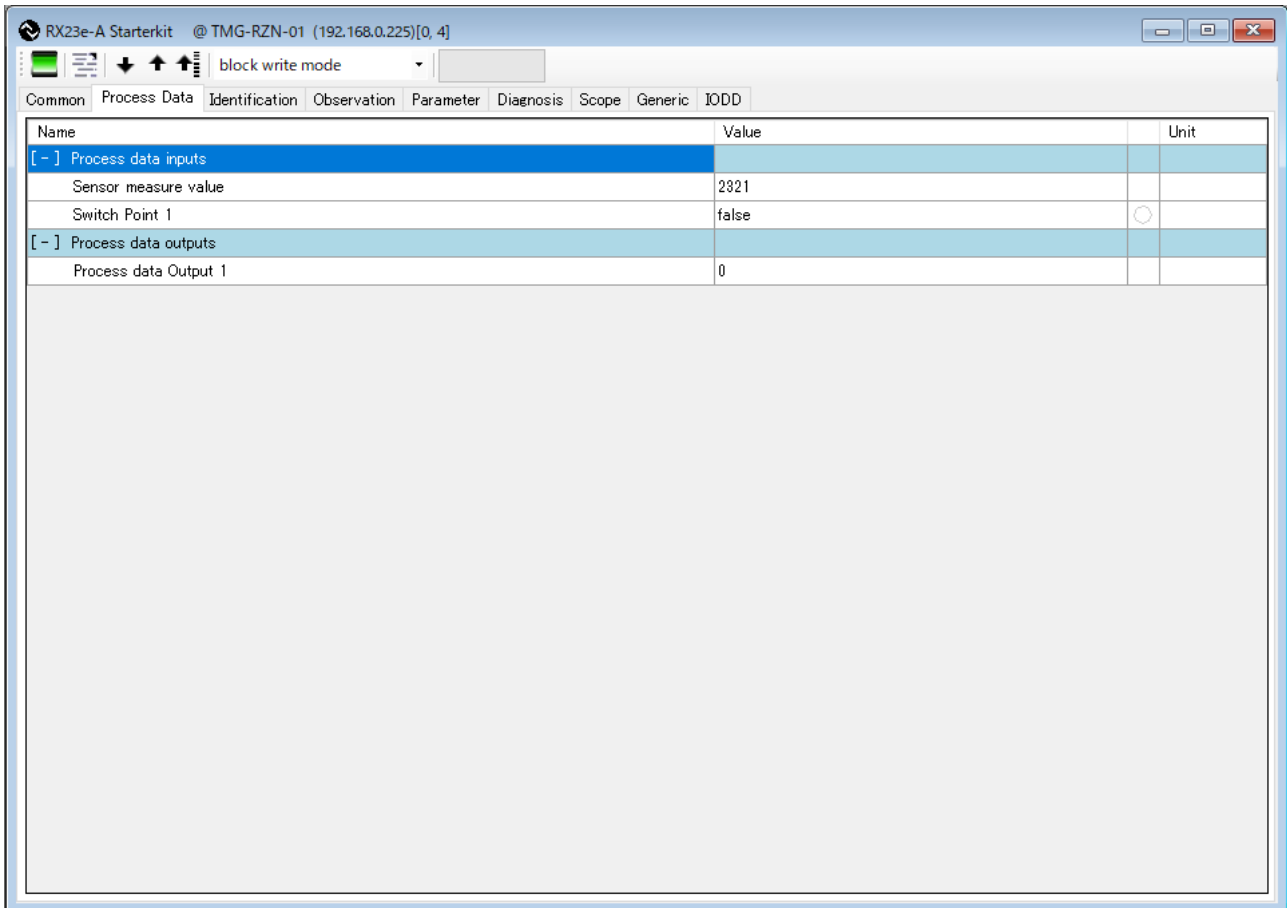 RX23e-A Starterkit @ TMG-RZN-01 (192.168.0.225)[0, 4]
block write mode
Common Process Data Identification Observation Parameter Diagnosis Scope Generic IODD
Name Value Unit
[-] Process data inputs
Sensor measure value 2321
Switch Point 1 false
[-] Process data outputs
Process data Output 1 0